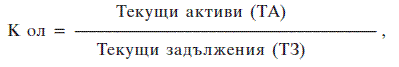 Текущи активи (ТА)
К ол = ,
Текущи задължения (ТЗ)